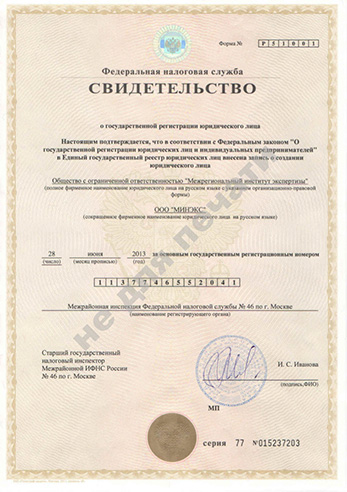 Форма № Р 5 1 0 0 1
Федеральная налоговая служба
СВИДЕТЕЛЬСТВО
о государственной регистрации юридического лица
Настоящим подтверждается, что в соответствии с Федеральным законом "О
государственной регистрации юридических лиц и индивидуальных предпринимателей"
в Единый государственный реестр юридических лиц внесена запись о создании
юридического лица
Общество с ограниченной ответственностью "Межрегиональный институт экспертизы"
(полное фирменное наименование юридического лица на русском языке с указанием организационно-правовой
формы)
ООО "МИНЭКС"
(сокращенное фирменное наименование юридического лица на русском языке)
28 июня 2013 за основным государственным регистрационным номером
(число) (месяц прописью) (год)
1 1 3 7 7 4 6 5 5 2 0 4 1
Межрайонная инспекция Федеральной налоговой службы № 46 по г. Москве
(наименование регистрирующего органа)
Старший государственный
налоговый инспектор
Межрайонной ИФНС России
№ 46 по г. Москве
И. С. Иванова
(подпись, ФИО)
МП
серия 77 №015237203
не для печати